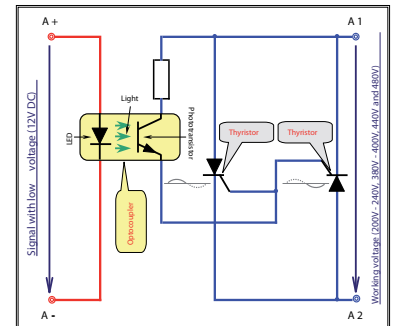 A +
A 1
Signal with low voltage (12V DC)
Light
LED
Phototransistor
Optocoupler
Thyristor
Thyristor
Working voltage (200V - 240V, 380V - 400V, 440V and 480V)
A -
A 2